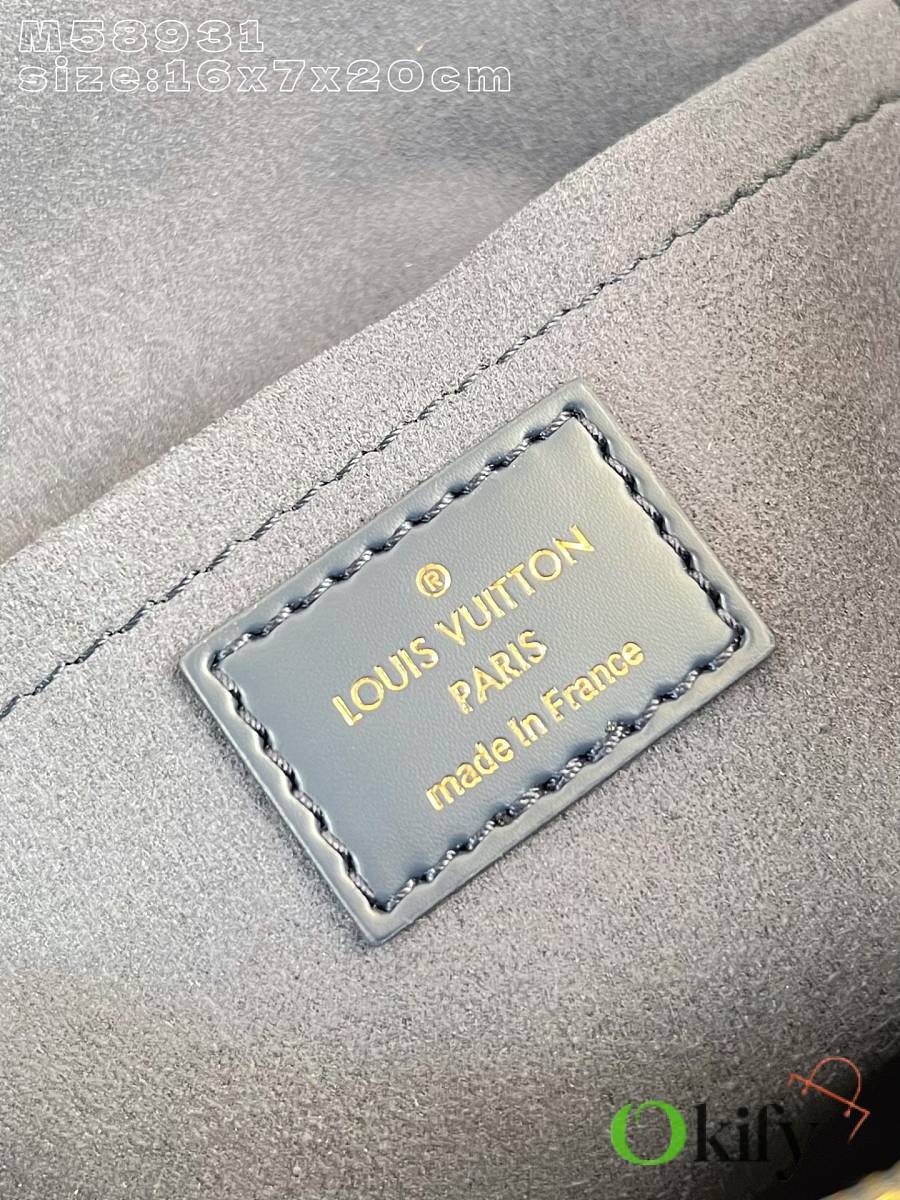 M58931
size:16x7x20cm
®
LOUIS VUITTON
PARIS
made In France
Okify